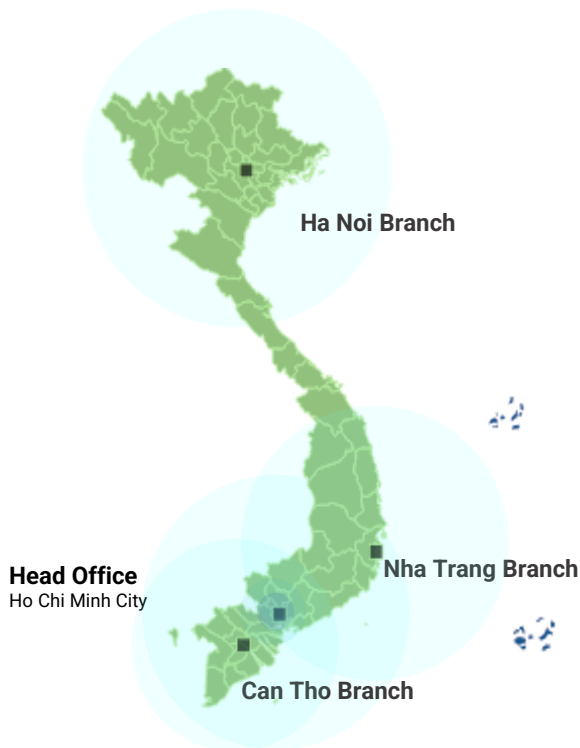 Ha Noi Branch
Nha Trang Branch
Head Office
Ho Chi Minh City
Can Tho Branch